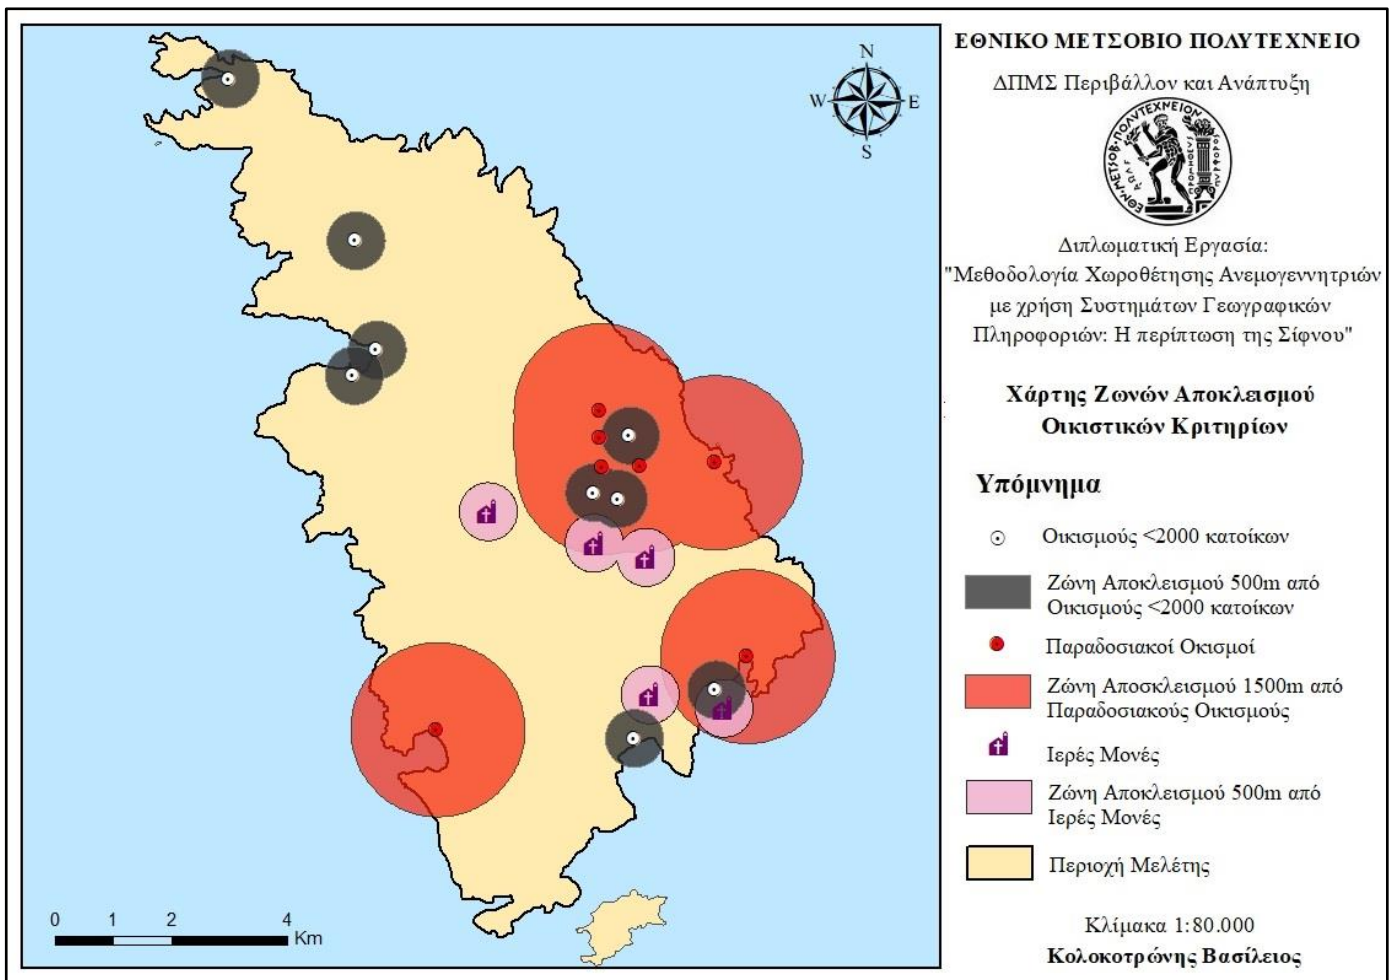 N
W
E
S
0 1 2 4
Km
ΕΘΝΙΚΟ ΜΕΤΣΟΒΙΟ ΠΟΛΥΤΕΧΝΕΙΟ
ΔΠΜΣ Περιβάλλον και Ανάπτυξη
Διπλωματική Εργασία:
"Μεθοδολογία Χωροθέτησης Ανεμογεννητριών
με χρήση Συστημάτων Γεωγραφικών
Πληροφοριών: Η περίπτωση της Σίφνου"
Χάρτης Ζωνών Αποκλεισμού
Οικιστικών Κριτηρίων
Υπόμνημα
Οικισμούς <2000 κατοίκων
Ζώνη Αποκλεισμού 500m από
Οικισμούς <2000 κατοίκων
Παραδοσιακοί Οκισμοί
Ζώνη Αποσκλεισμού 1500m από
Παραδοσιακούς Οικισμούς
Ιερές Μονές
Ζώνη Αποκλεισμού 500m από
Ιερές Μονές
Περιοχή Μελέτης
Κλίμακα 1:80.000
Κολοκοτρώνης Βασίλειος